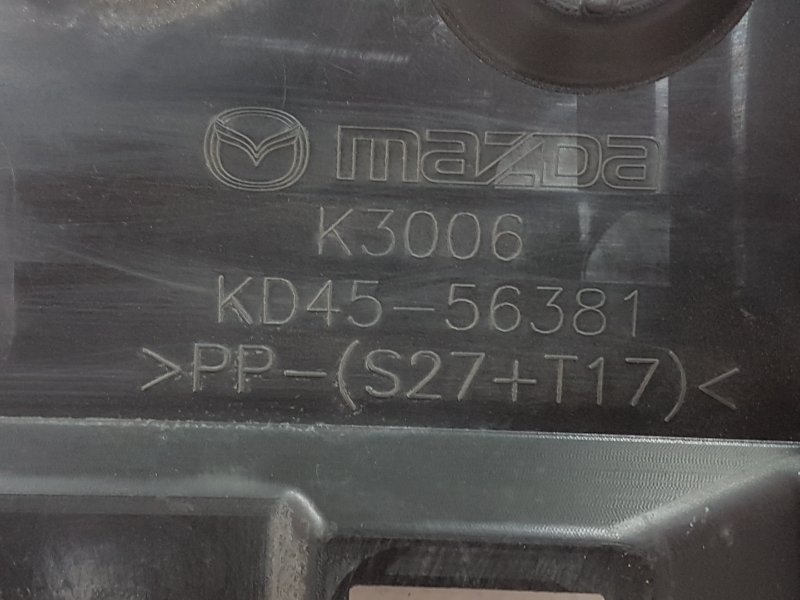 mazda
K3006
KD45-56381
>PP-(S27+T17)<